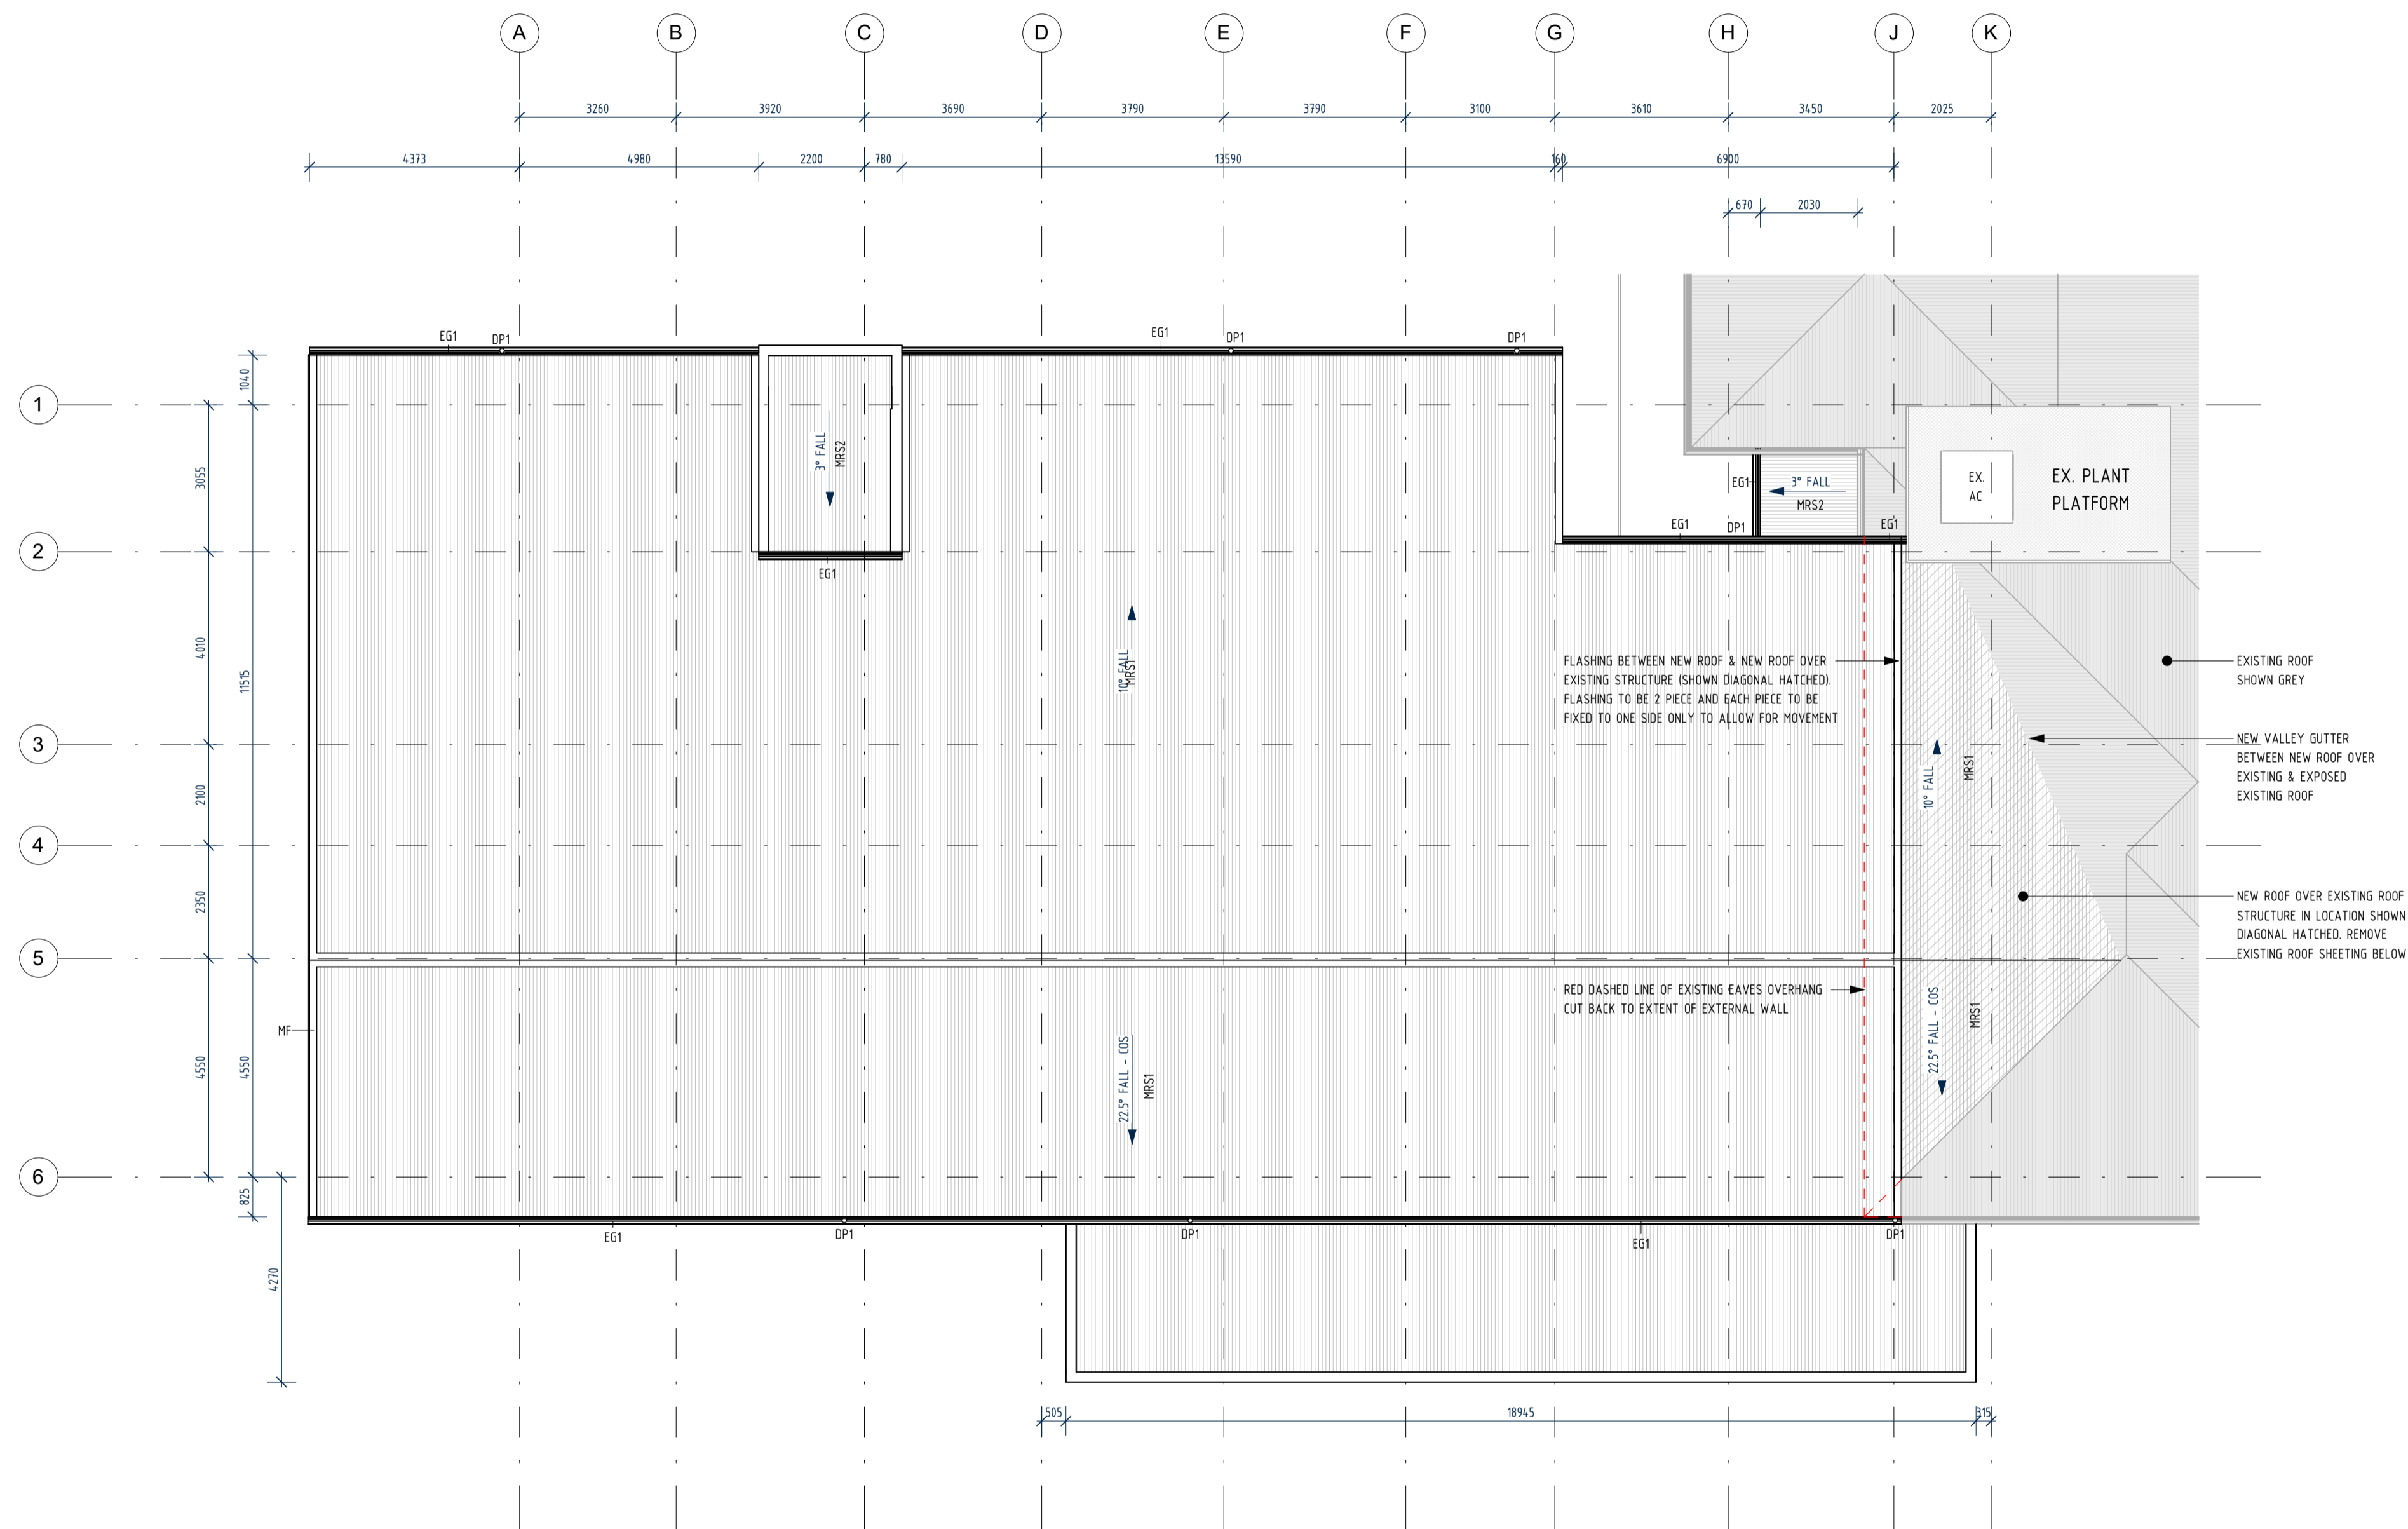 A B C D E F G H J K
3260 3920 3690 3790 3790 3100 3610 3450 2025
4373 4980 2200 780 13590 160 6900
670 2030
EG1 DP1 EG1 DP1 DP1
1040
1
3055
3° FALL
MRS2
EG1
3° FALL
MRS2
EX.
AC
EX. PLANT
PLATFORM
EG1 DP1 EG1
2
EG1
4010
11515
10° FALL
MRS1
FLASHING BETWEEN NEW ROOF & NEW ROOF OVER
EXISTING STRUCTURE (SHOWN DIAGONAL HATCHED).
FLASHING TO BE 2 PIECE AND EACH PIECE TO BE
FIXED TO ONE SIDE ONLY TO ALLOW FOR MOVEMENT
EXISTING ROOF
SHOWN GREY
3
NEW VALLEY GUTTER
BETWEEN NEW ROOF OVER
EXISTING & EXPOSED
EXISTING ROOF
10° FALL
MRS1
2100
4
2350
NEW ROOF OVER EXISTING ROOF
STRUCTURE IN LOCATION SHOWN
DIAGONAL HATCHED. REMOVE
EXISTING ROOF SHEETING BELOW
5
RED DASHED LINE OF EXISTING EAVES OVERHANG
CUT BACK TO EXTENT OF EXTERNAL WALL
MF
4550
4550
22.5° FALL - COS
MRS1
22.5° FALL - COS
MRS1
6
825
EG1 DP1 DP1 EG1 DP1
4270
505 18945 315